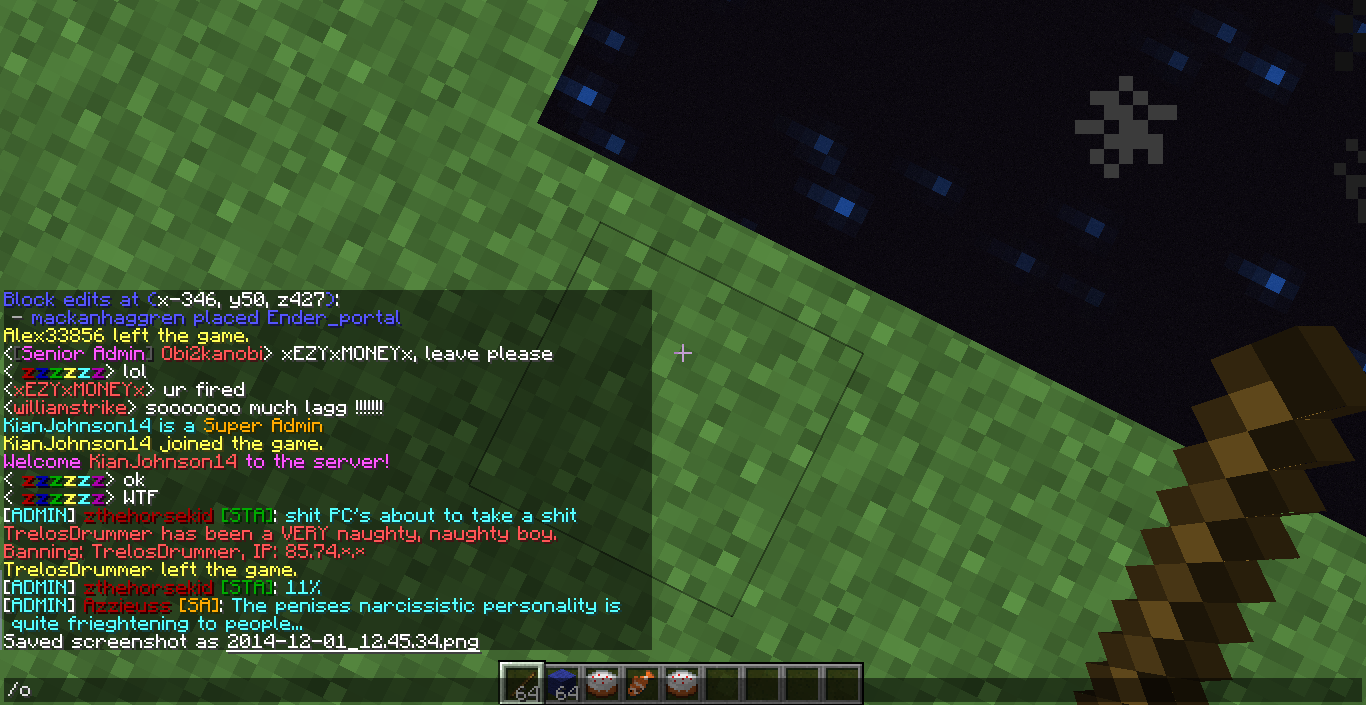 Block edits at (x-346, y50, z427):
- mackanhaggren placed Ender_portal
Alex33856 left the game.
<[Senior Admin] Obi2kanobi> xEZYxMONEYx, leave please
< zzzzzz> lol
<xEZYxMONEYx> ur fired
<williamstrike> sooooooo much lagg !!!!!!!
KianJohnson14 is a Super Admin
KianJohnson14 joined the game.
Welcome KianJohnson14 to the server!
< zzzzzz> ok
< zzzzzz> WTF
[ADMIN] zthehorsekid [STA]: shit PC's about to take a shit
TrelosDrummer has been a VERY naughty, naughty boy.
Banning: TrelosDrummer, IP: 85.74.*.*
TrelosDrummer left the game.
[ADMIN] zthehorsekid [STA]: 11%
[ADMIN] Azzieuss [SA]: The penises narcissistic personality is
quite frieghtening to people...
Saved screenshot as 2014-12-01_12.45.34.png
64 64
/o